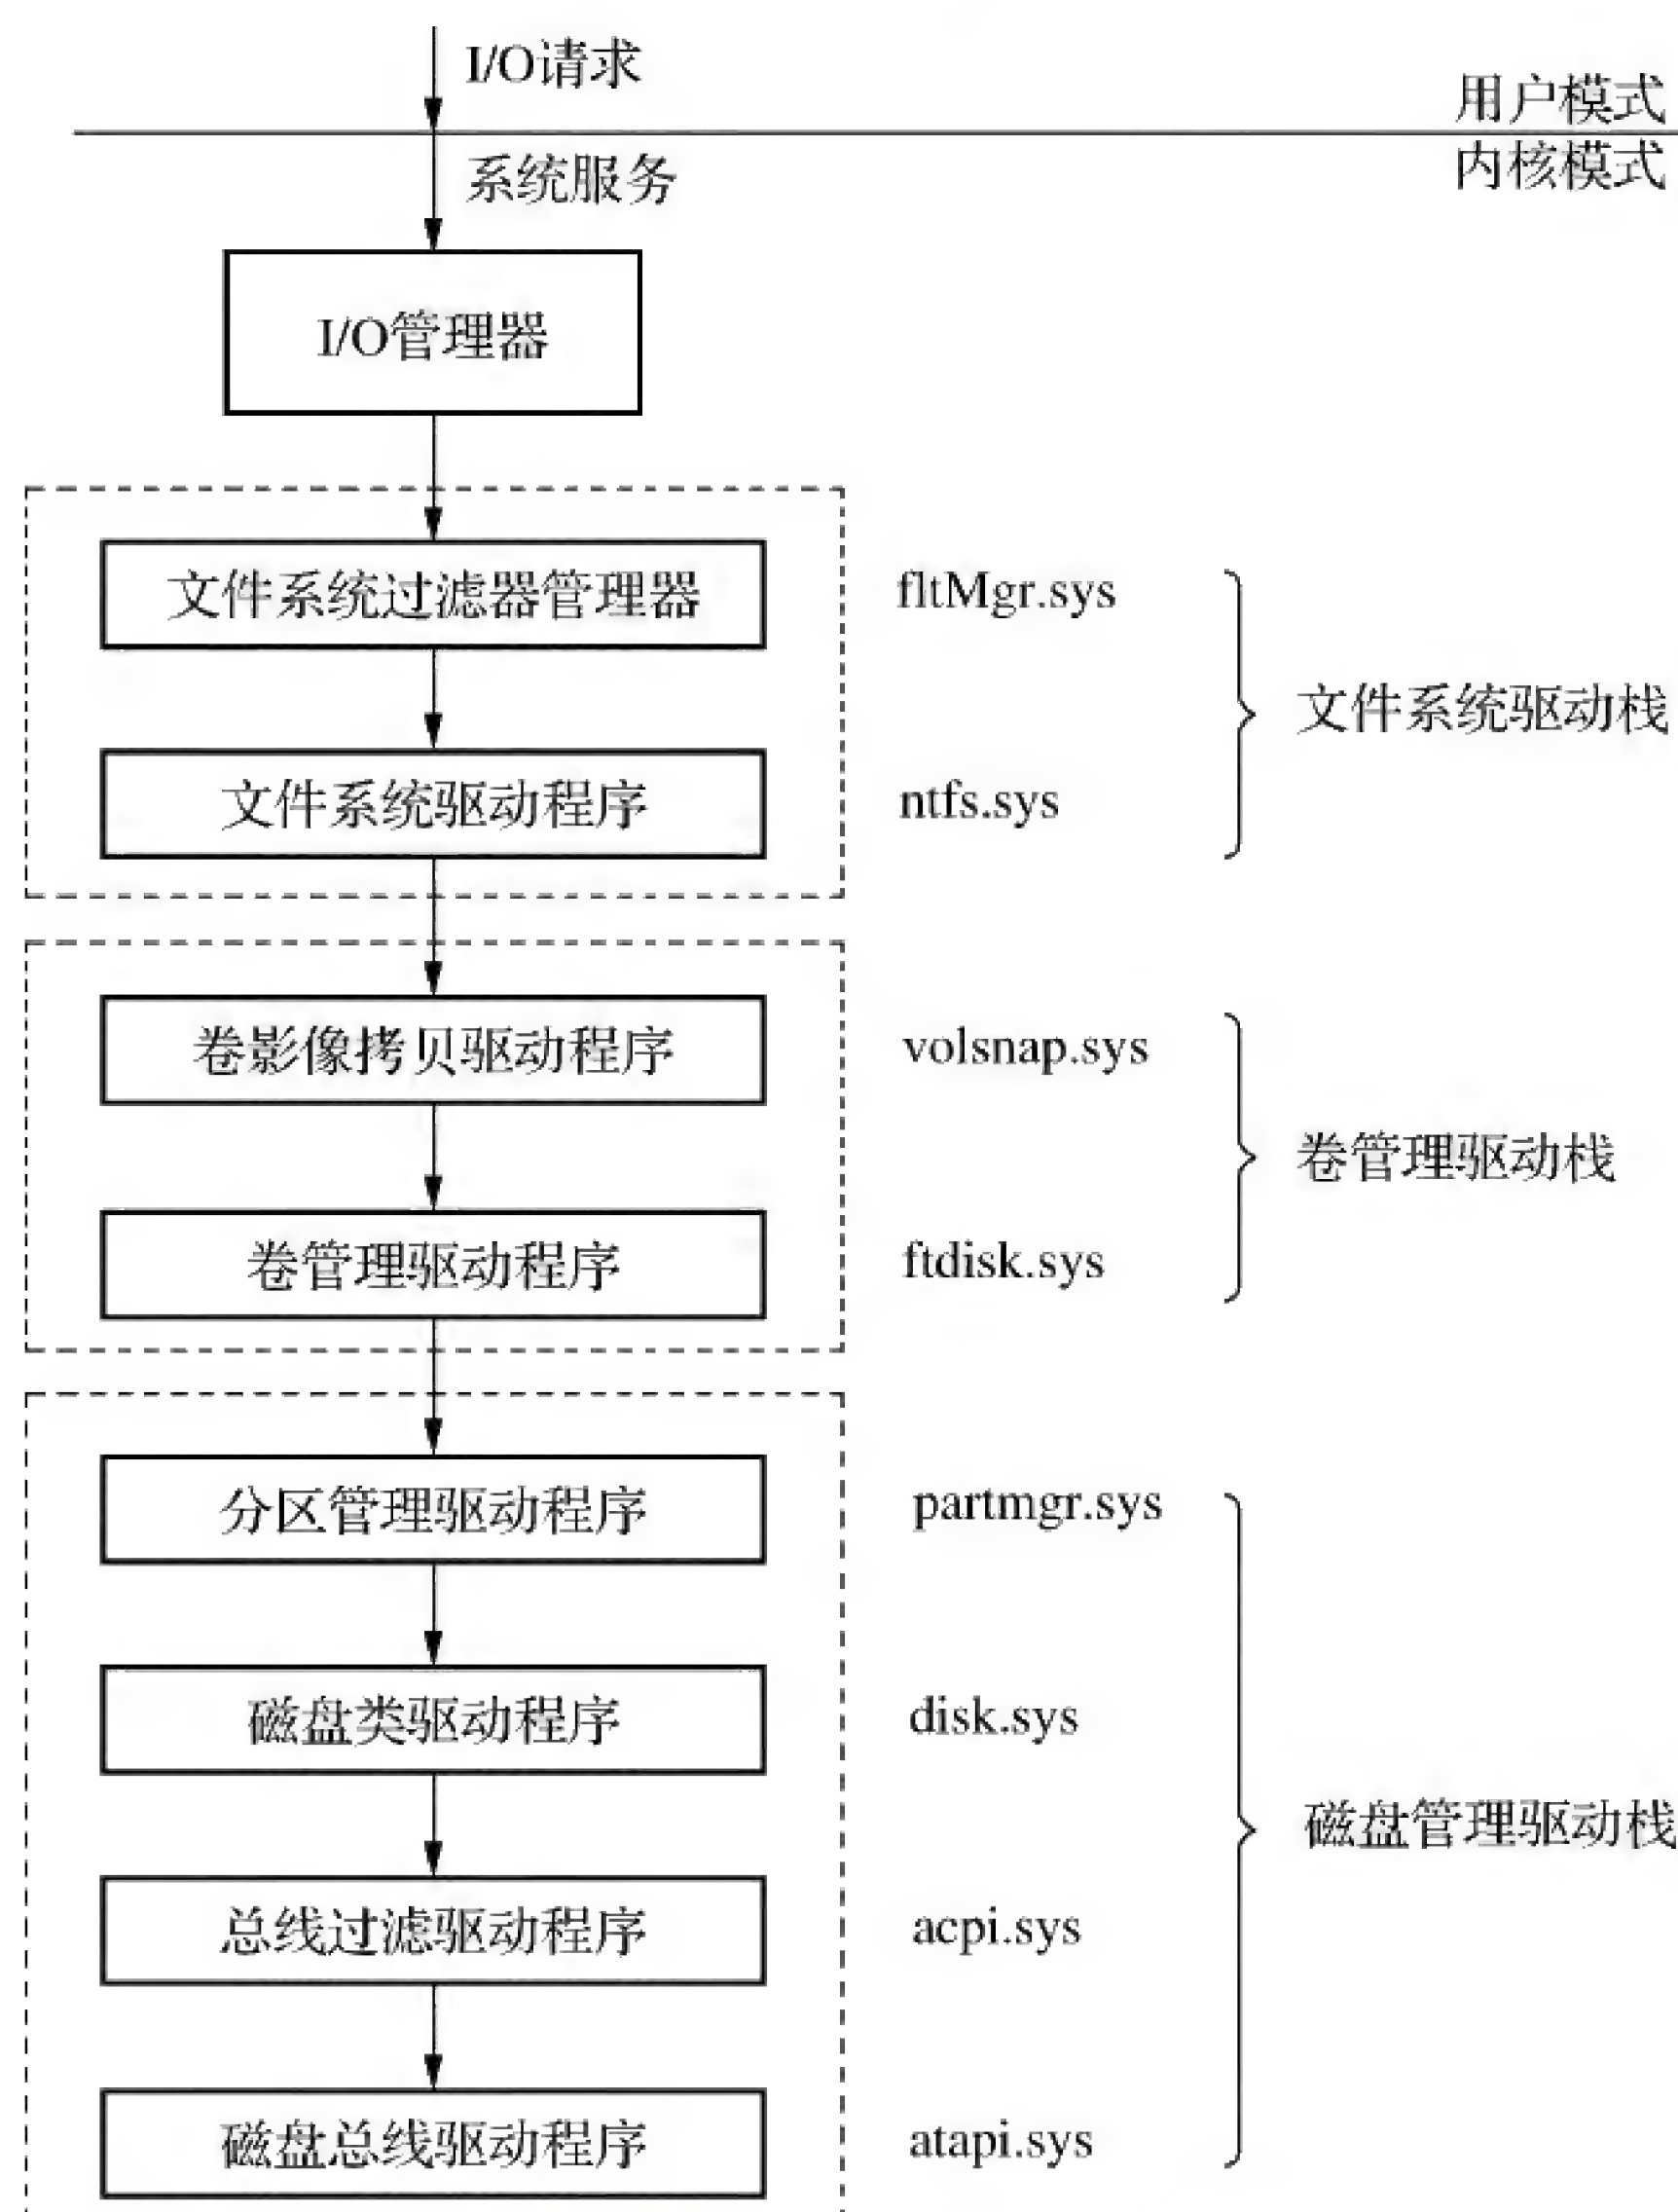 I/O请求
用户模式
系统服务
内核模式
I/O管理器
文件系统过滤器管理器
fltMgr.sys
文件系统驱动栈
文件系统驱动程序
ntfs.sys
卷影像拷贝驱动程序
volsnap.sys
卷管理驱动栈
卷管理驱动程序
ftdisk.sys
分区管理驱动程序
partmgr.sys
磁盘类驱动程序
disk.sys
磁盘管理驱动栈
总线过滤驱动程序
acpi.sys
磁盘总线驱动程序
atapi.sys